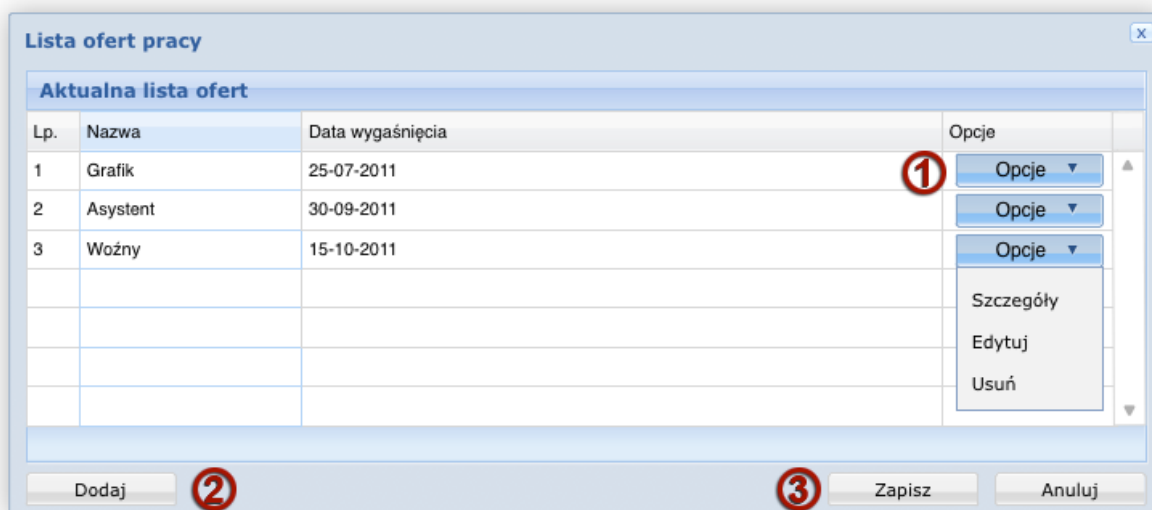 Lista ofert pracy x
Aktualna lista ofert
Lp. Nazwa Data wygaśnięcia Opcje
1 Grafik 25-07-2011 1 Opcje
2 Asystent 30-09-2011 Opcje
3 Woźny 15-10-2011 Opcje
Szczegóły
Edytuj
Usuń
Dodaj 2 3 Zapisz Anuluj